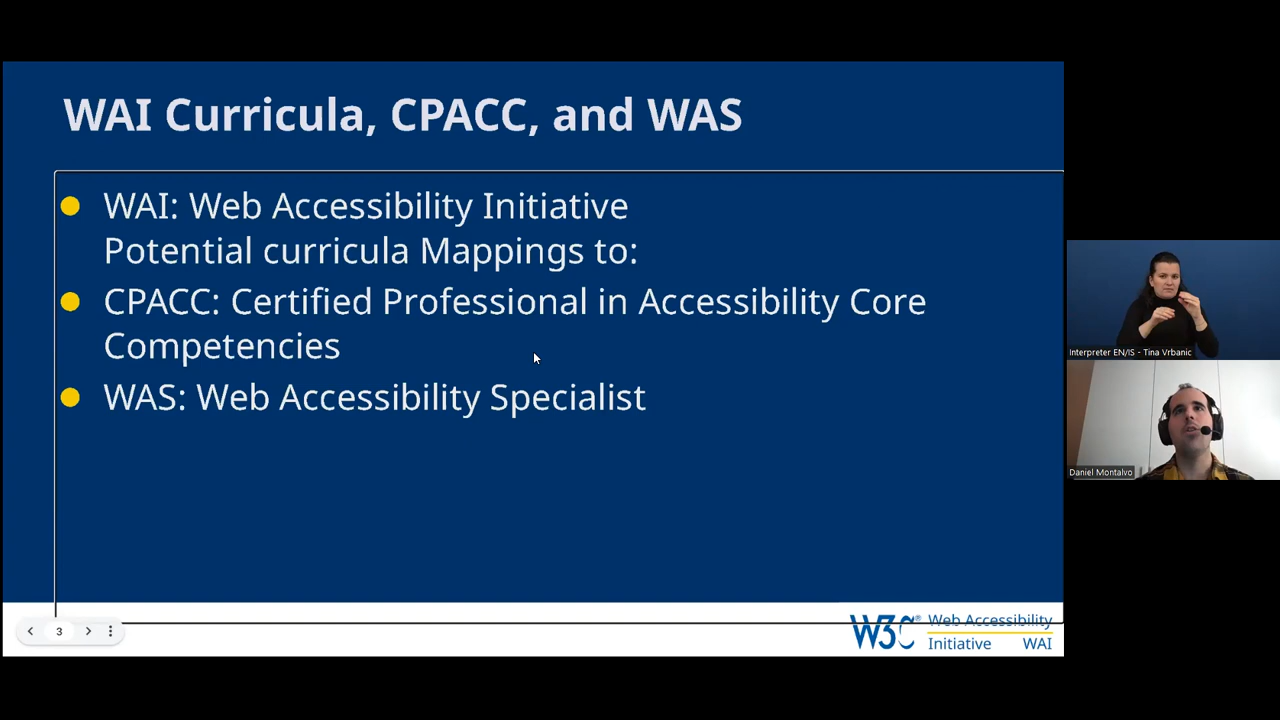 WAI Curricula, CPACC, and WAS
WAI: Web Accessibility Initiative
Potential curricula Mappings to:
CPACC: Certified Professional in Accessibility Core
Competencies
WAS: Web Accessibility Specialist
3
W3C® Web Accessibility
Initiative WAI
Interpreter EN/IS - Tina Vrbanic
Daniel Montalvo